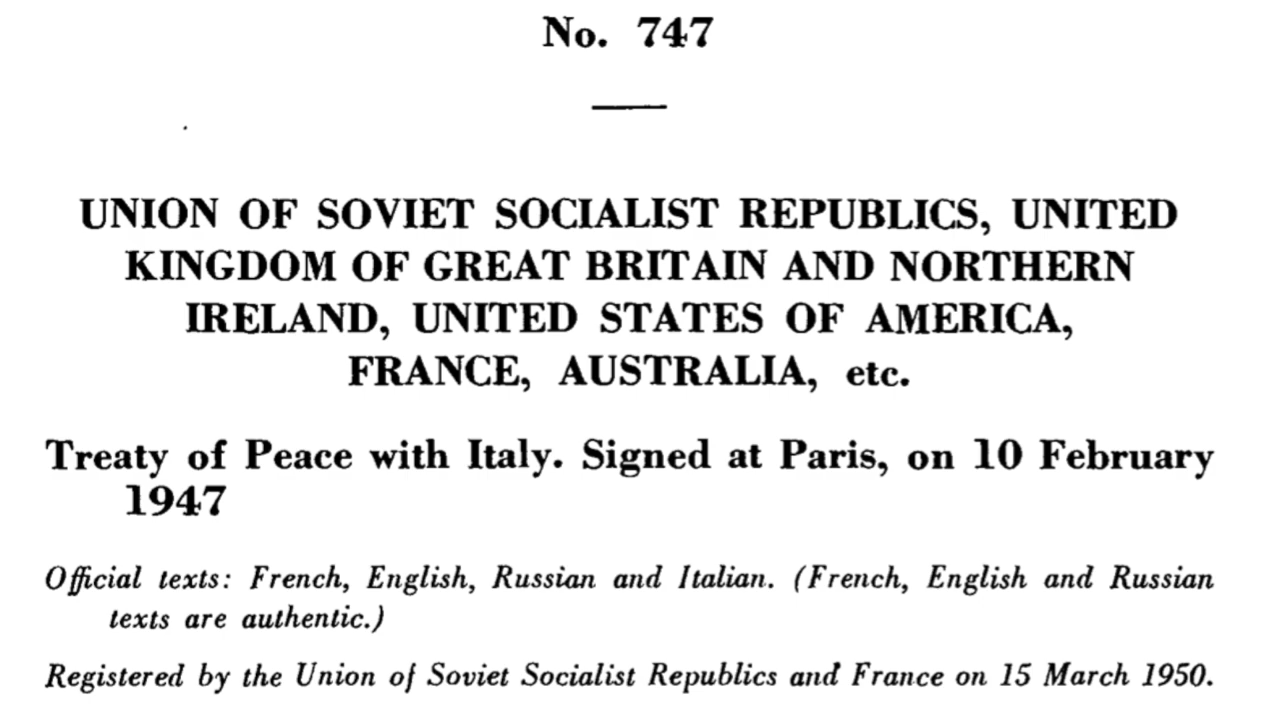 No. 747
UNION OF SOVIET SOCIALIST REPUBLICS, UNITED
KINGDOM OF GREAT BRITAIN AND NORTHERN
IRELAND, UNITED STATES OF AMERICA,
FRANCE, AUSTRALIA, etc.
Treaty of Peace with Italy. Signed at Paris, on 10 February
1947
Official texts: French, English, Russian and Italian. (French, English and Russian
texts are authentic.)
Registered by the Union of Soviet Socialist Republics and France on 15 March 1950.